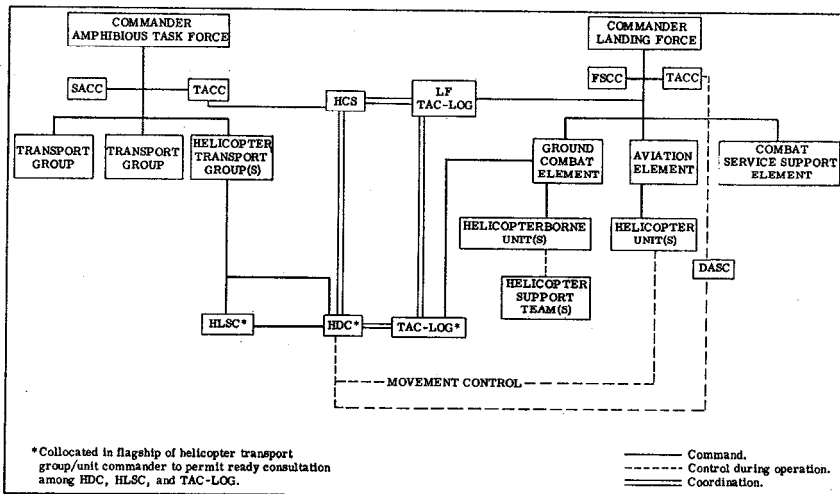 COMMANDER
AMPHIBIOUS TASK FORCE
COMMANDER
LANDING FORCE
SACC
TACC
HCS
LF
TAC-LOG
FSCC
TACC
TRANSPORT
GROUP
TRANSPORT
GROUP
HELICOPTER
TRANSPORT
GROUP(S)
GROUND
COMBAT
ELEMENT
AVIATION
ELEMENT
COMBAT
SERVICE SUPPORT
ELEMENT
HELICOPTERBORNE
UNIT(S)
HELICOPTER
UNIT(S)
DASC
HELICOPTER
SUPPORT
TEAM(S)
HLSC*
HDC*
TAC-LOG*
MOVEMENT CONTROL
*Collocated in flagship of helicopter transport
group/unit commander to permit ready consultation
among HDC, HLSC, and TAC-LOG.
Command.
Control during operation.
Coordination.